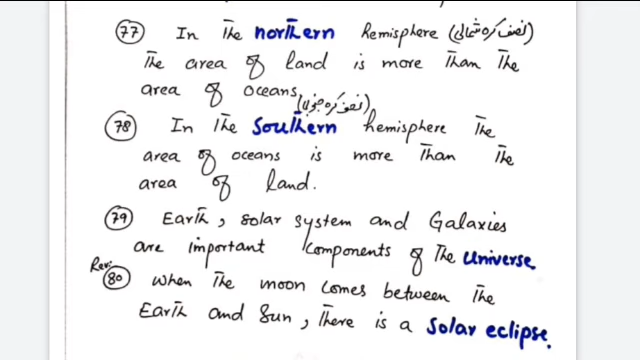 77 In The northern hemisphere (نصف کرہ شمالی)
The area of land is more Than The
area of oceans.
(نصف کرہ جنوبی)
78 In The Southern hemisphere The
area of oceans is more Than The
area of land.
79 Earth, solar system and Galaxies
are important components of The Universe.
Rev:
80 When The moon comes between The
Earth and Sun, There is a Solar eclipse.